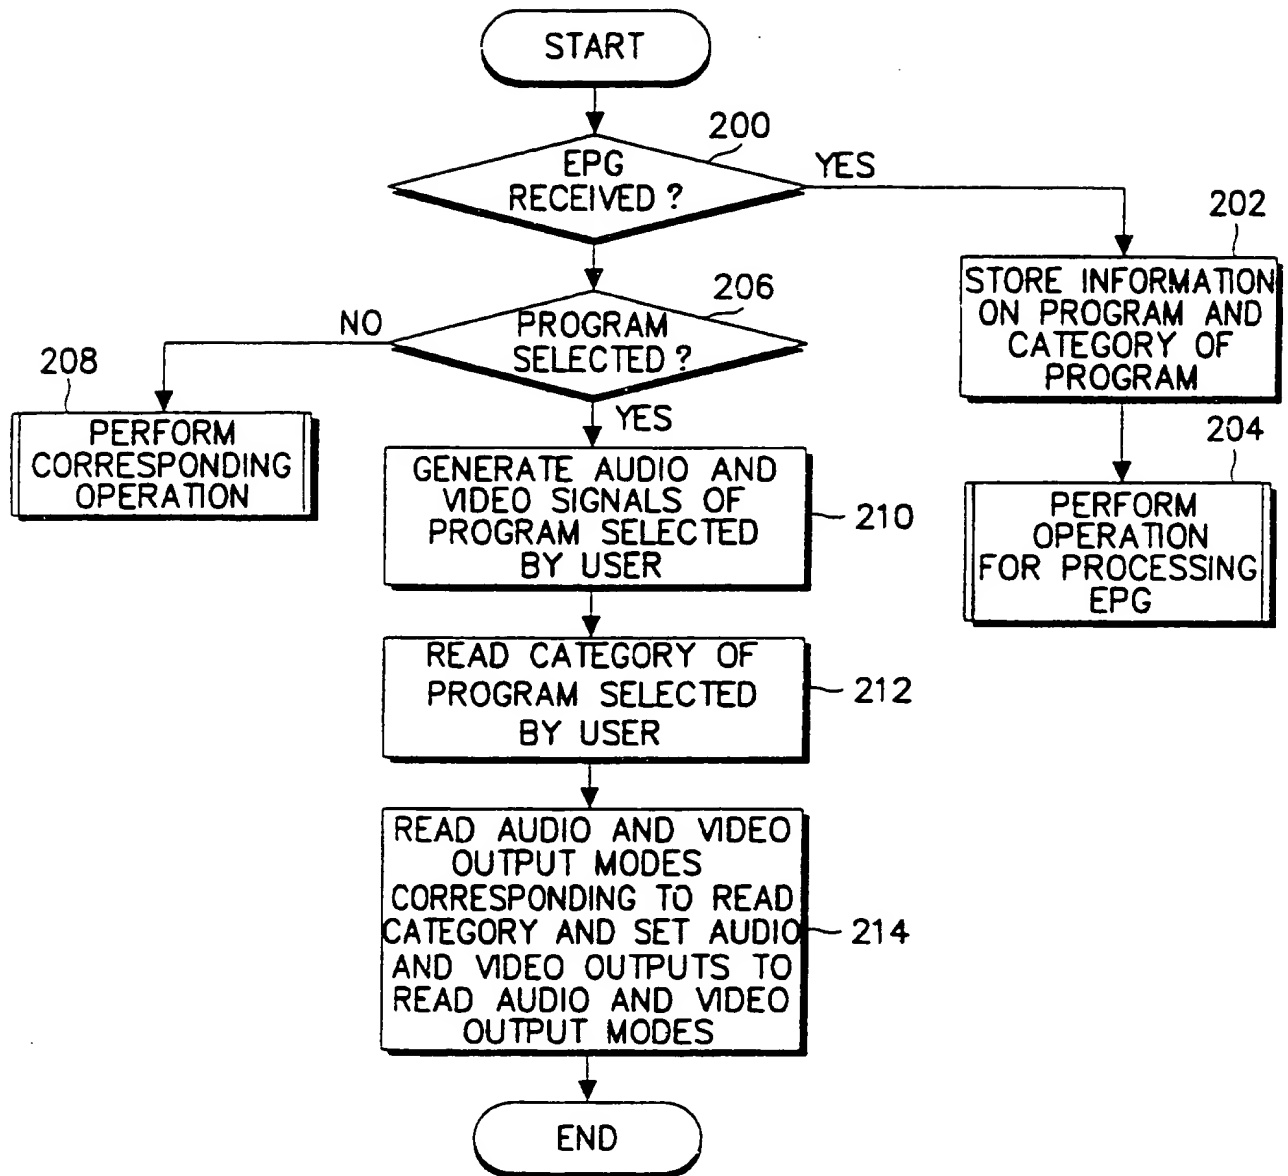 START
200
EPG
RECEIVED?
YES
202
STORE INFORMATION
ON PROGRAM AND
CATEGORY OF
PROGRAM
206
PROGRAM
SELECTED?
NO
YES
208
PERFORM
CORRESPONDING
OPERATION
204
PERFORM
OPERATION
FOR PROCESSING
EPG
GENERATE AUDIO AND
VIDEO SIGNALS OF
PROGRAM SELECTED
BY USER
210
READ CATEGORY OF
PROGRAM SELECTED
BY USER
212
READ AUDIO AND VIDEO
OUTPUT MODES
CORRESPONDING TO READ
CATEGORY AND SET AUDIO
AND VIDEO OUTPUTS TO
READ AUDIO AND VIDEO
OUTPUT MODES
214
END